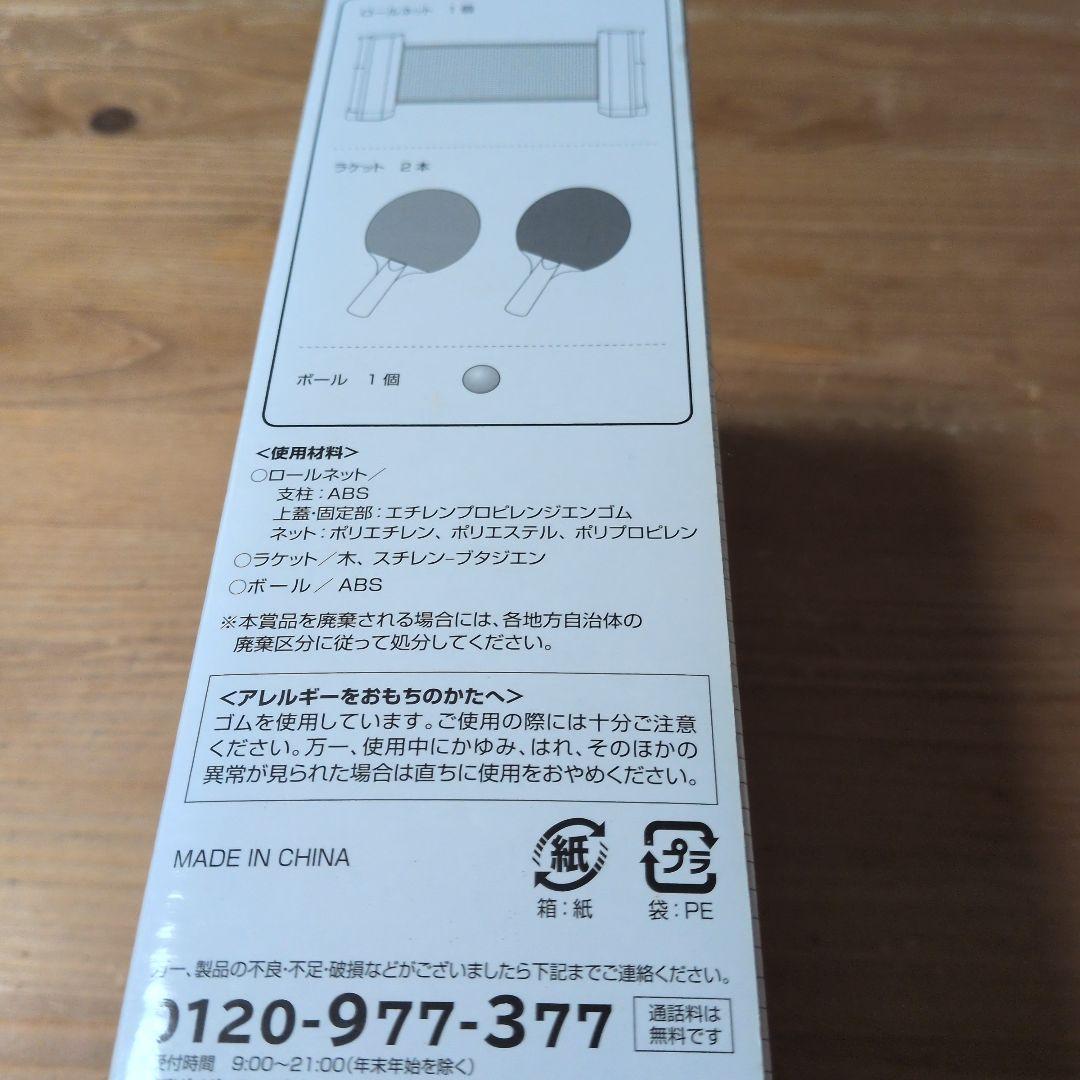 ロールネット 1個
ラケット 2本
ボール 1個
<使用材料>
○ロールネット/
支柱:ABS
上蓋・固定部:エチレンプロピレンジエンゴム
ネット:ポリエチレン、ポリエステル、ポリプロピレン
○ラケット/木、スチレン-ブタジエン
○ボール/ABS
※本賞品を廃棄される場合には、各地方自治体の
廃棄区分に従って処分してください。
<アレルギーをおもちのかたへ>
ゴムを使用しています。ご使用の際には十分ご注意
ください。万一、使用中にかゆみ、はれ、そのほかの
異常が見られた場合は直ちに使用をおやめください。
MADE IN CHINA
紙 プラ
箱:紙 袋:PE
万一、製品の不良・不足・破損などがございましたら下記までご連絡ください。
0120-977-377 通話料は
無料です
受付時間 9:00〜21:00(年末年始を除く)